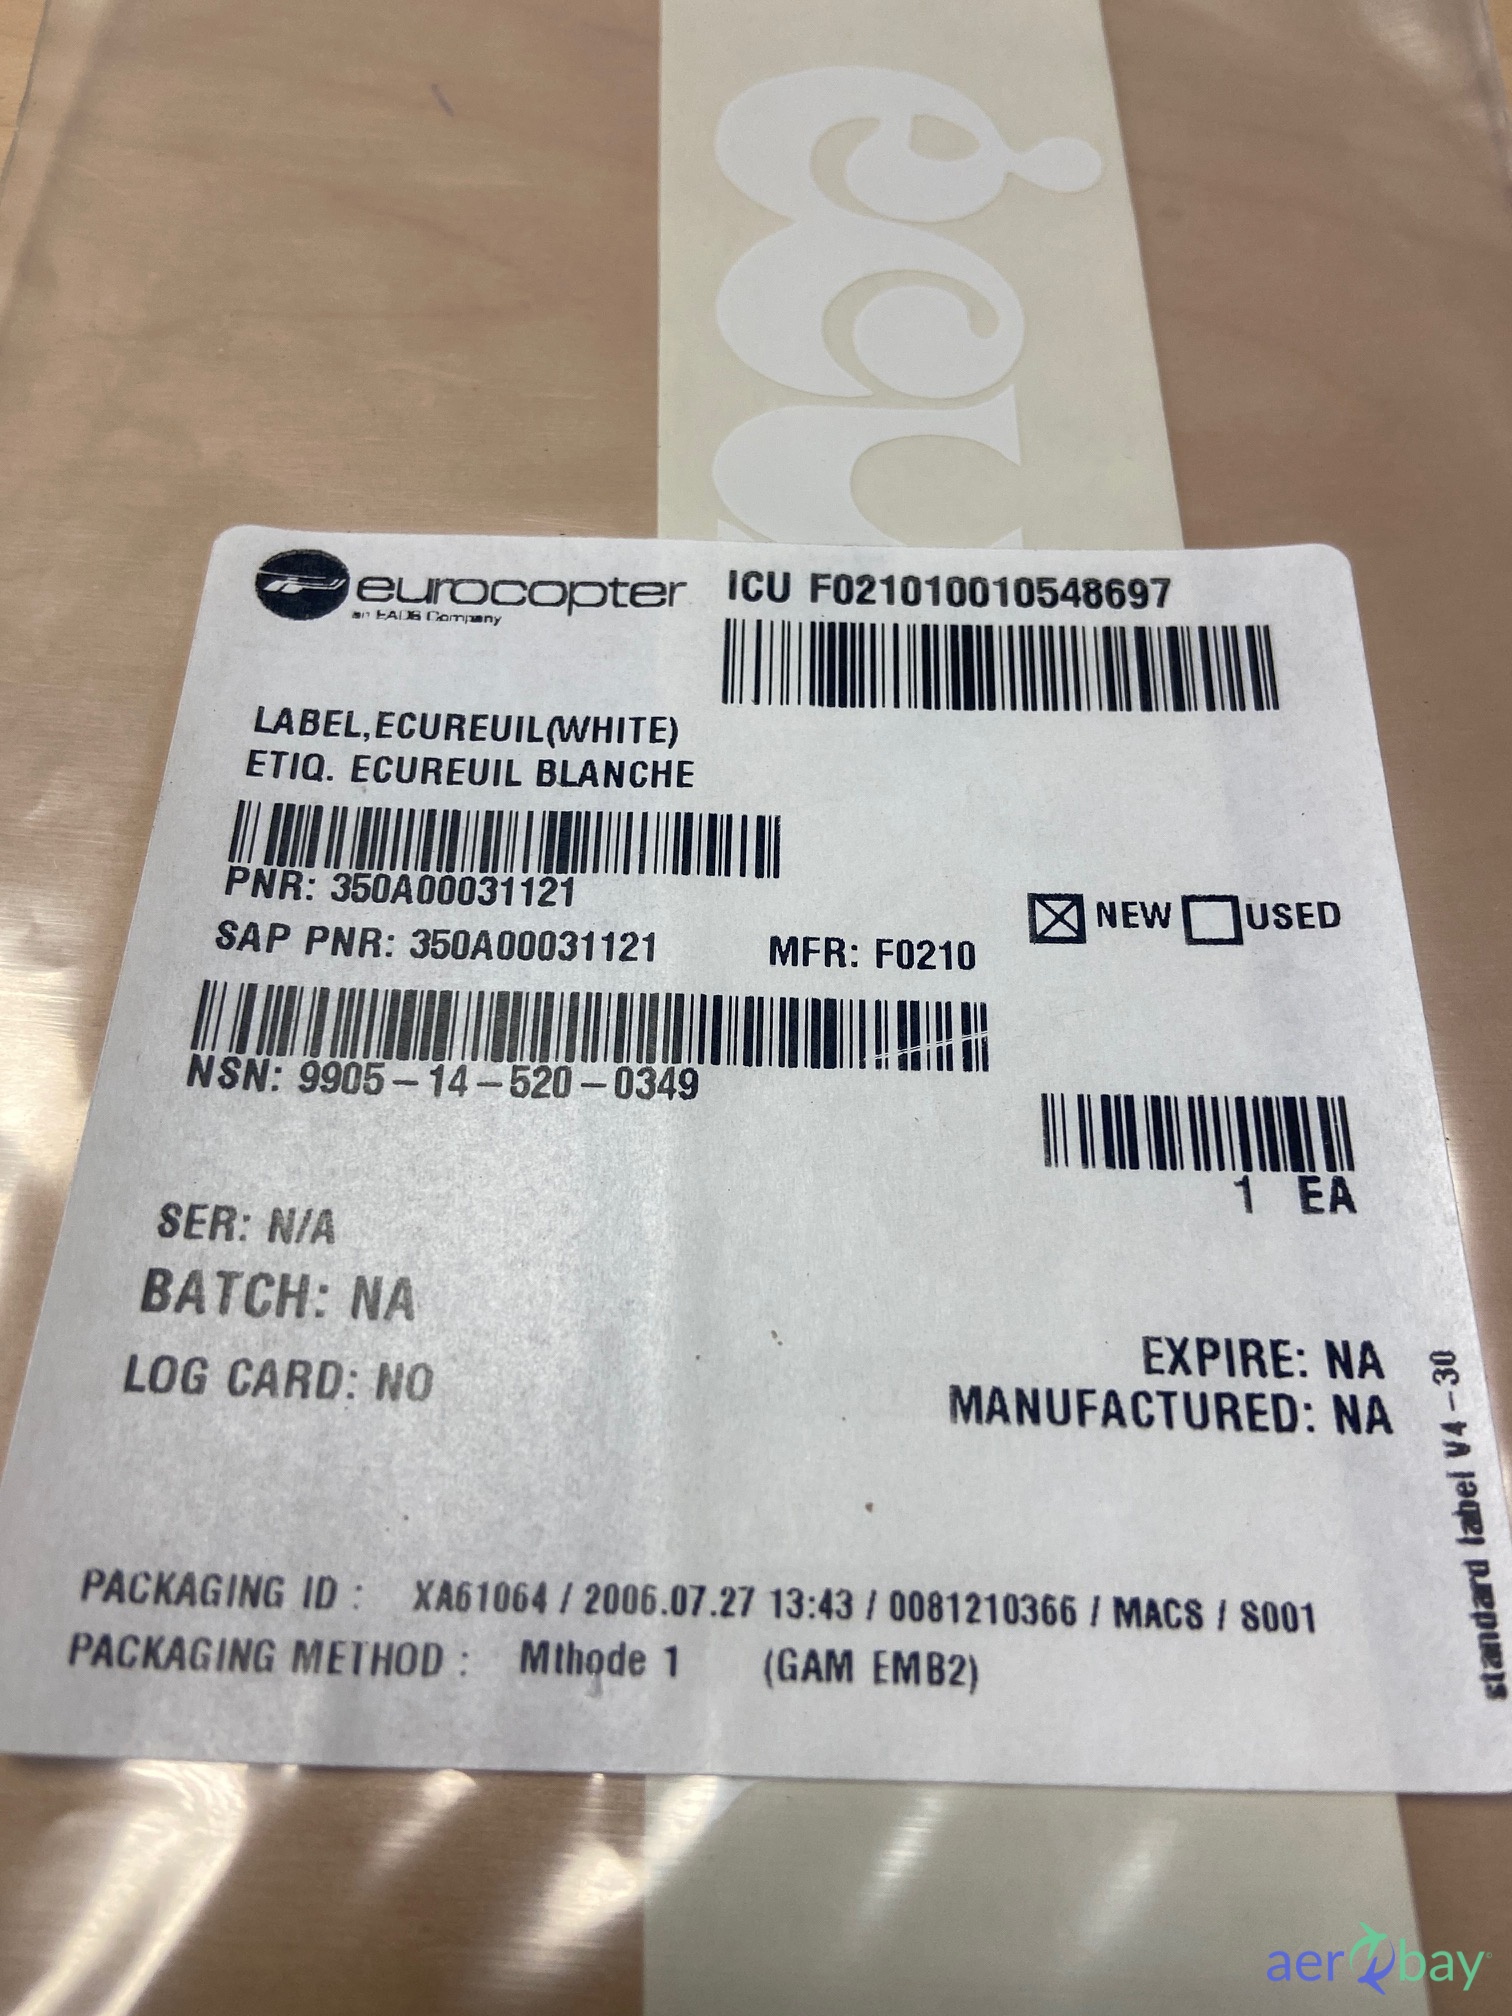 écu
eurocopter
an EADS Company
ICU F021010010548697
LABEL,ECUREUIL(WHITE)
ETIQ. ECUREUIL BLANCHE
PNR: 350A00031121
SAP PNR: 350A00031121 MFR: F0210
NEW USED
NSN: 9905-14-520-0349
1 EA
SER: N/A
BATCH: NA
LOG CARD: NO
EXPIRE: NA
MANUFACTURED: NA
standard label V4-30
PACKAGING ID : XA61064 / 2006.07.27 13:43 / 0081210366 / MACS / S001
PACKAGING METHOD : Mthode 1 (GAM EMB2)
aerobay